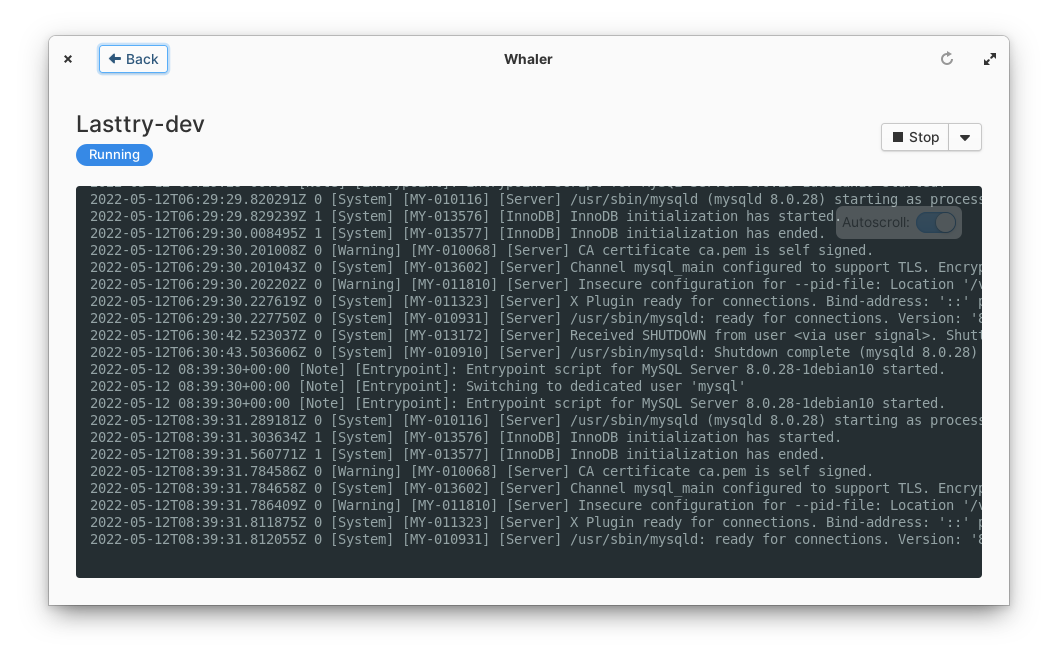 Back
Whaler
Lasttry-dev
Running
Stop
2022-05-12T06:29:29.820291Z 0 [System] [MY-010116] [Server] /usr/sbin/mysqld (mysqld 8.0.28) starting as process
2022-05-12T06:29:29.829239Z 1 [System] [MY-013576] [InnoDB] InnoDB initialization has started.
Autoscroll:
2022-05-12T06:29:30.008495Z 1 [System] [MY-013577] [InnoDB] InnoDB initialization has ended.
2022-05-12T06:29:30.201008Z 0 [Warning] [MY-010068] [Server] CA certificate ca.pem is self signed.
2022-05-12T06:29:30.201043Z 0 [System] [MY-013602] [Server] Channel mysql_main configured to support TLS. Encryp
2022-05-12T06:29:30.202202Z 0 [Warning] [MY-011810] [Server] Insecure configuration for --pid-file: Location '/v
2022-05-12T06:29:30.227619Z 0 [System] [MY-011323] [Server] X Plugin ready for connections. Bind-address: '::' p
2022-05-12T06:29:30.227750Z 0 [System] [MY-010931] [Server] /usr/sbin/mysqld: ready for connections. Version: '8
2022-05-12T06:30:42.523037Z 0 [System] [MY-013172] [Server] Received SHUTDOWN from user <via user signal>. Shutt
2022-05-12T06:30:43.503606Z 0 [System] [MY-010910] [Server] /usr/sbin/mysqld: Shutdown complete (mysqld 8.0.28)
2022-05-12 08:39:30+00:00 [Note] [Entrypoint]: Entrypoint script for MySQL Server 8.0.28-1debian10 started.
2022-05-12 08:39:30+00:00 [Note] [Entrypoint]: Switching to dedicated user 'mysql'
2022-05-12 08:39:30+00:00 [Note] [Entrypoint]: Entrypoint script for MySQL Server 8.0.28-1debian10 started.
2022-05-12T08:39:31.289181Z 0 [System] [MY-010116] [Server] /usr/sbin/mysqld (mysqld 8.0.28) starting as process
2022-05-12T08:39:31.303634Z 1 [System] [MY-013576] [InnoDB] InnoDB initialization has started.
2022-05-12T08:39:31.560771Z 1 [System] [MY-013577] [InnoDB] InnoDB initialization has ended.
2022-05-12T08:39:31.784586Z 0 [Warning] [MY-010068] [Server] CA certificate ca.pem is self signed.
2022-05-12T08:39:31.784658Z 0 [System] [MY-013602] [Server] Channel mysql_main configured to support TLS. Encryp
2022-05-12T08:39:31.786409Z 0 [Warning] [MY-011810] [Server] Insecure configuration for --pid-file: Location '/v
2022-05-12T08:39:31.811875Z 0 [System] [MY-011323] [Server] X Plugin ready for connections. Bind-address: '::' p
2022-05-12T08:39:31.812055Z 0 [System] [MY-010931] [Server] /usr/sbin/mysqld: ready for connections. Version: '8